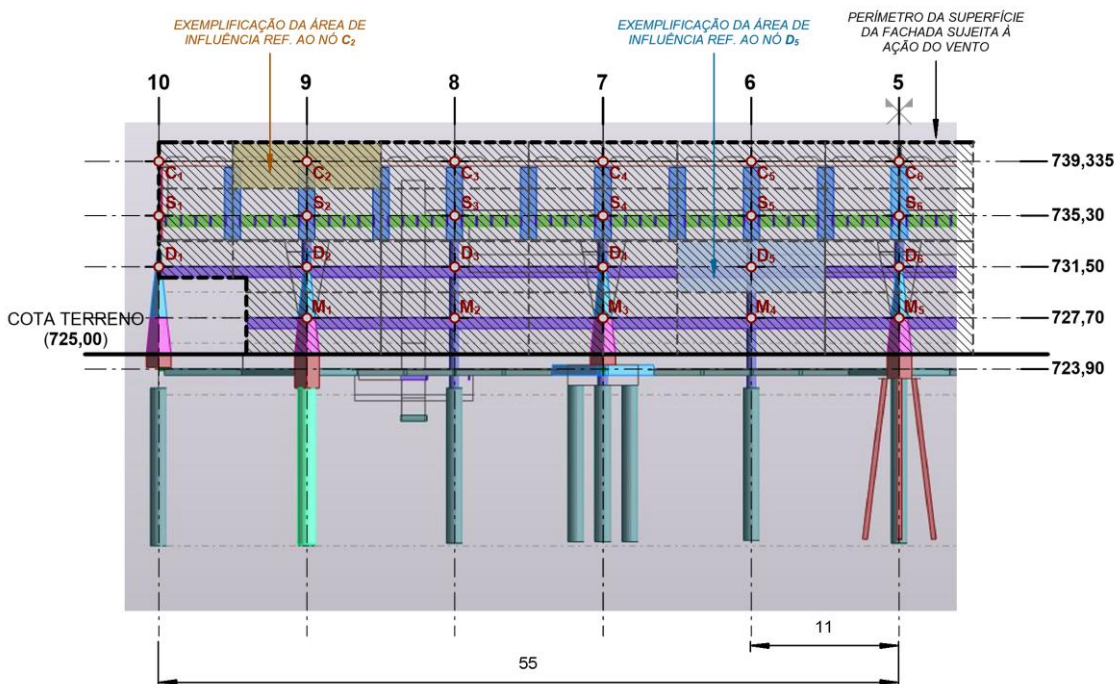 EXEMPLIFICAÇÃO DA ÁREA DE
INFLUÊNCIA REF. AO NÓ C₂
EXEMPLIFICAÇÃO DA ÁREA DE
INFLUÊNCIA REF. AO NÓ D₅
PERÍMETRO DA SUPERFÍCIE
DA FACHADA SUJEITA À
AÇÃO DO VENTO
10 9 8 7 6 5
C₁ C₂ C₃ C₄ C₅ C₆ 739,335
S₁ S₂ S₃ S₄ S₅ S₆ 735,30
D₁ D₂ D₃ D₄ D₅ D₆ 731,50
M₁ M₂ M₃ M₄ M₅ 727,70
COTA TERRENO
(725,00)
723,90
11
55